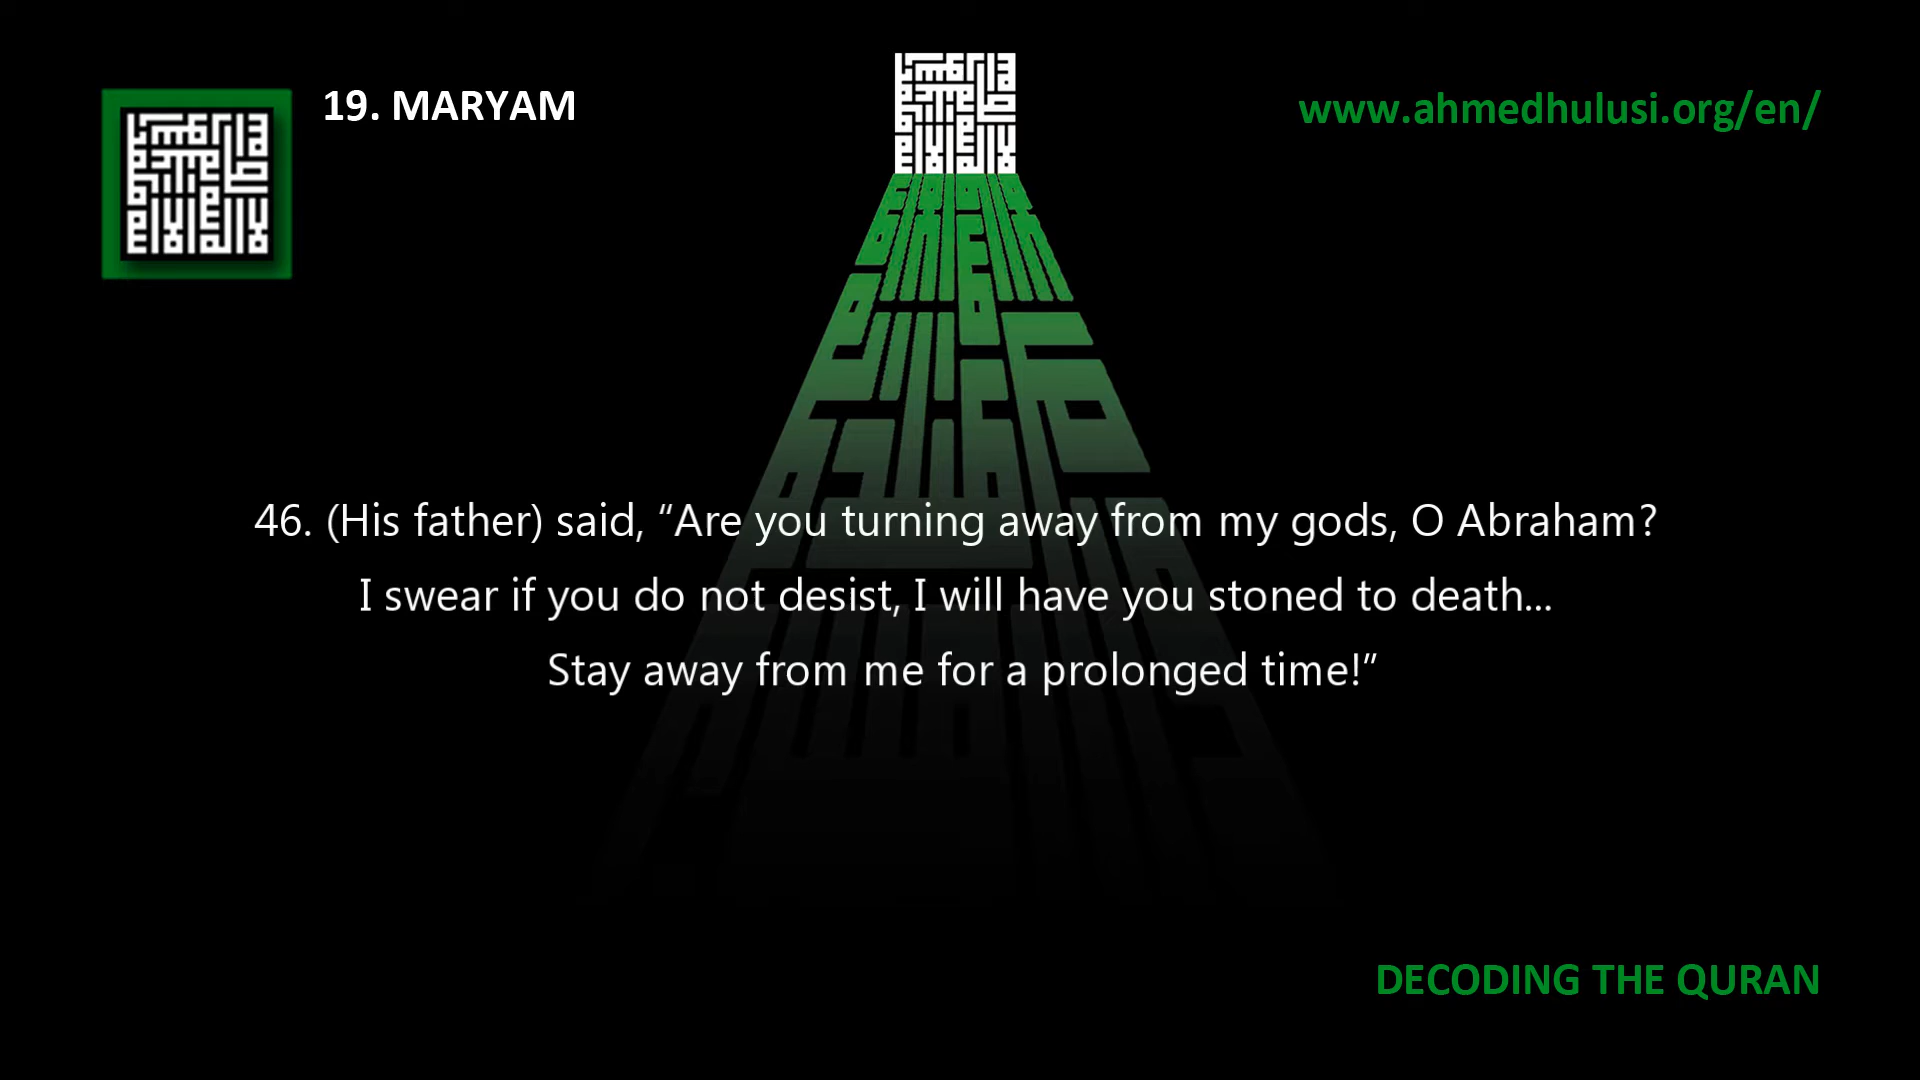 19. MARYAM
www.ahmedhulusi.org/en/
46. (His father) said, “Are you turning away from my gods, O Abraham?
I swear if you do not desist, I will have you stoned to death...
Stay away from me for a prolonged time!”
DECODING THE QURAN